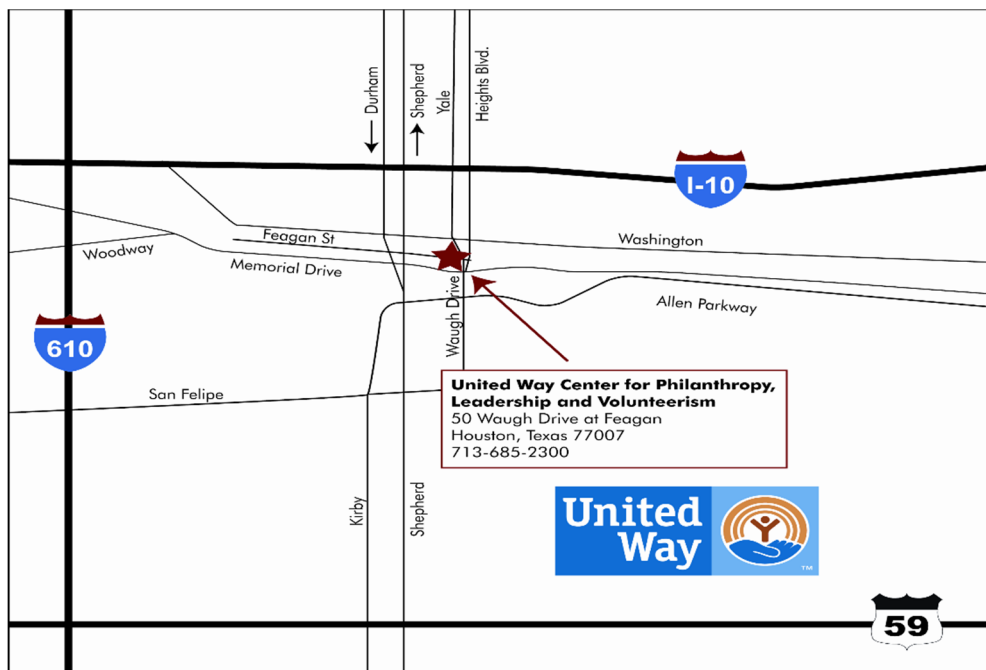 Durham
Shepherd
Yale
Heights Blvd.
I-10
Feagan St
Washington
Woodway
Memorial Drive
Allen Parkway
Waugh Drive
610
San Felipe
United Way Center for Philanthropy,
Leadership and Volunteerism
50 Waugh Drive at Feagan
Houston, Texas 77007
713-685-2300
Kirby
Shepherd
United
Way
TM
59